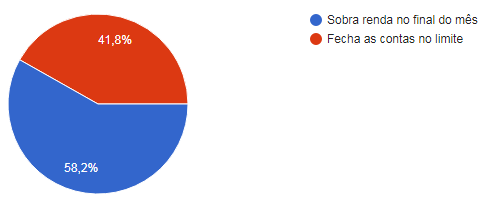 Sobra renda no final do mês
Fecha as contas no limite
41,8%
58,2%